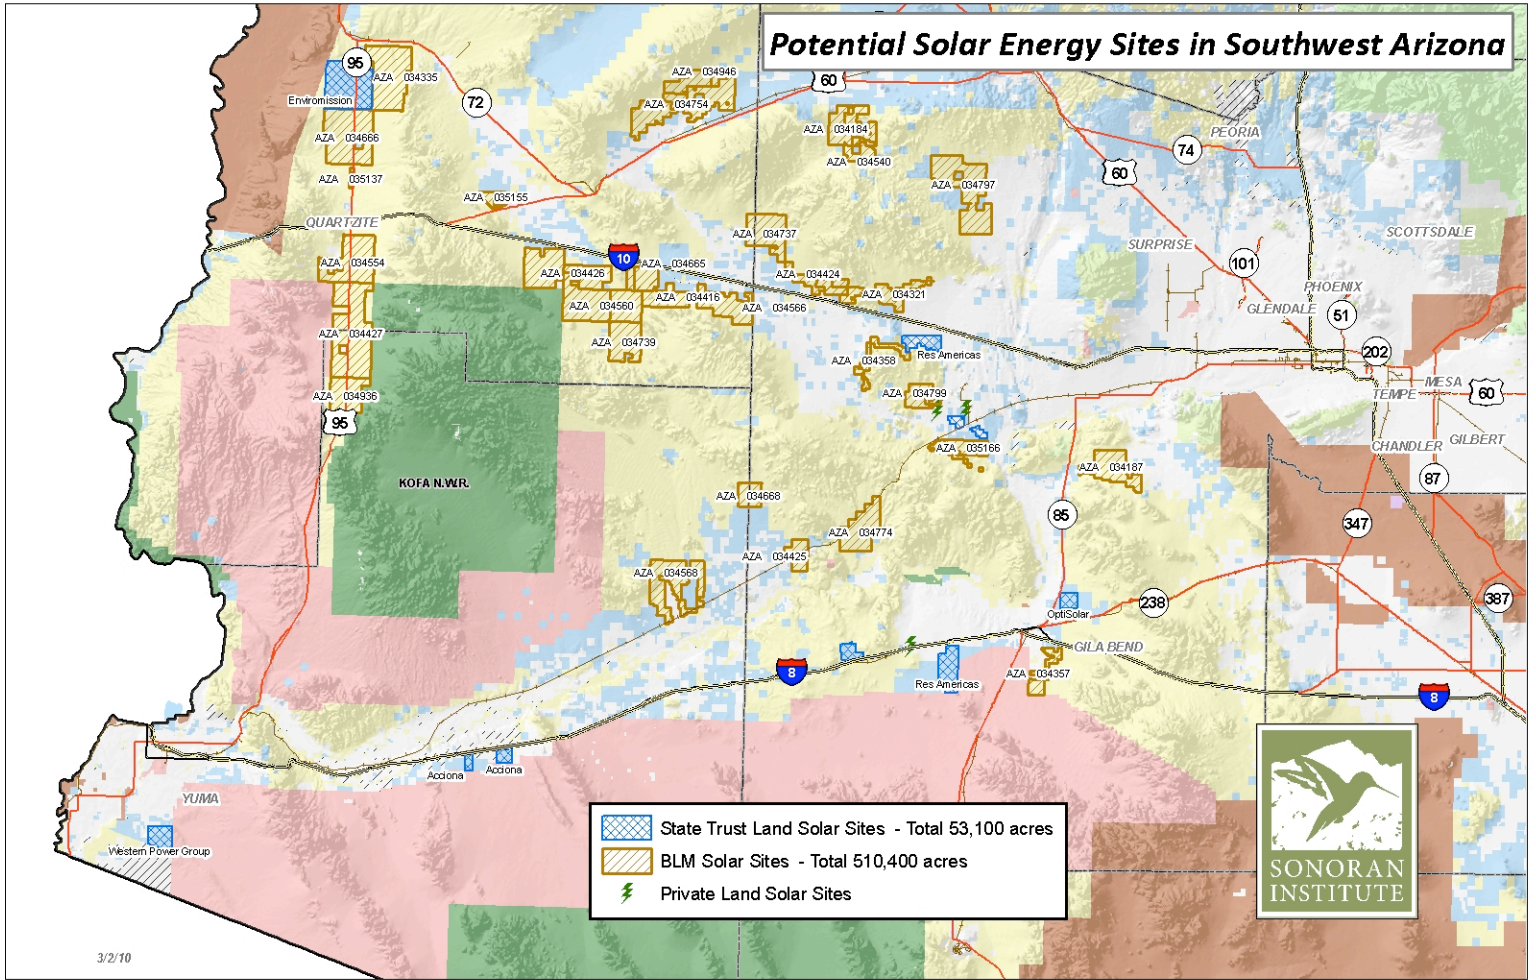 Potential Solar Energy Sites in Southwest Arizona
95
AZA 034335
Enviromission
72
AZA 034946
AZA 034754
60
AZA 034184
AZA 034540
PEORIA
74
60
AZA 034666
AZA 035137
AZA 035155
AZA 034797
QUARTZITE
AZA 034737
SURPRISE
SCOTTSDALE
AZA 034554
AZA 034426
10
AZA 034665
AZA 034424
101
AZA 034560
AZA 034416
AZA 034566
AZA 034321
PHOENIX
GLENDALE
51
AZA 034427
AZA 034739
AZA 034358
Res Americas
202
AZA 034936
AZA 034799
MESA
TEMPE
60
95
AZA 035166
CHANDLER
GILBERT
KOFA N.W.R.
AZA 034187
87
AZA 034668
85
347
AZA 034774
AZA 034425
AZA 034568
OptiSolar
238
387
GILA BEND
8
Res Americas
AZA 034357
8
Acciona
Acciona
YUMA
Western Power Group
State Trust Land Solar Sites - Total 53,100 acres
BLM Solar Sites - Total 510,400 acres
Private Land Solar Sites
SONORAN
INSTITUTE
3/2/10